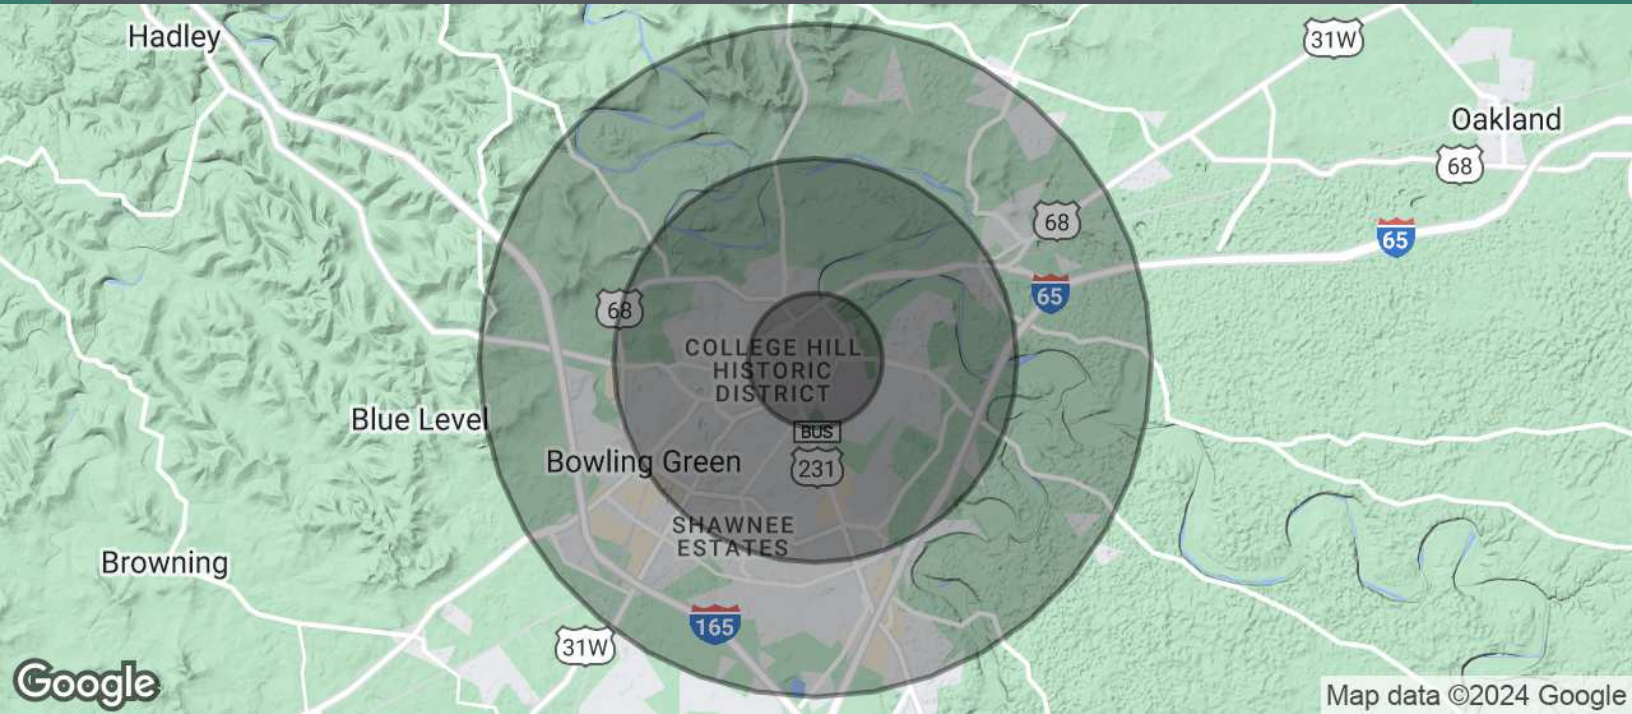 Hadley
31W
Oakland
68
68
65
65
68
COLLEGE HILL
HISTORIC
DISTRICT
Blue Level
BUS
Bowling Green
231
SHAWNEE
ESTATES
Browning
165
31W
Google
Map data ©2024 Google